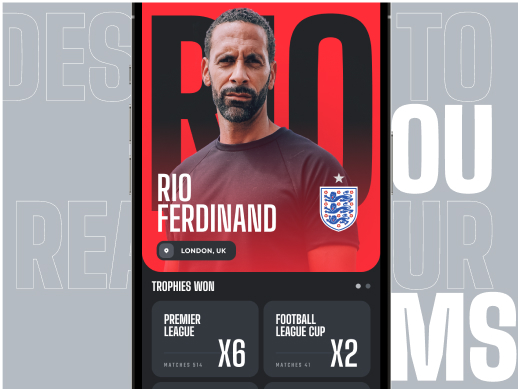 DES TO
OU
REA UR
MS
RIO
RIO
FERDINAND
LONDON, UK
TROPHIES WON
PREMIER
LEAGUE
MATCHES 514
X6
FOOTBALL
LEAGUE CUP
MATCHES 41
X2